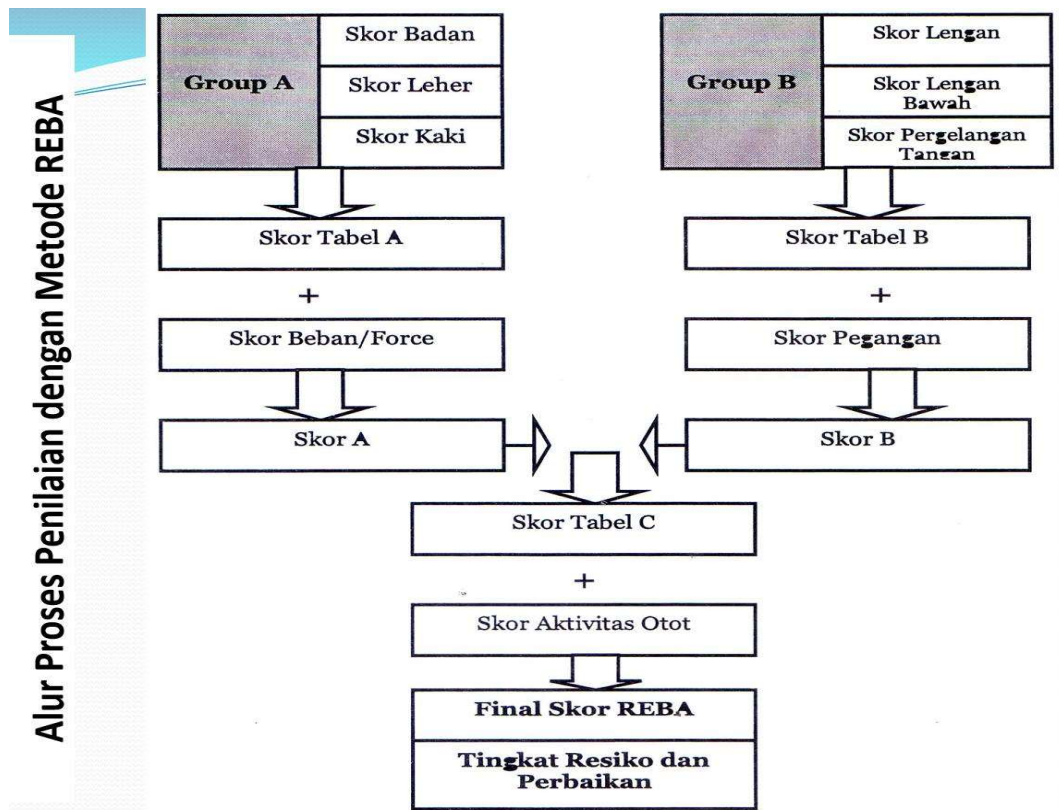 Alur Proses Penilaian dengan Metode REBA
Group A
Skor Badan
Skor Leher
Skor Kaki
Group B
Skor Lengan
Skor Lengan
Bawah
Skor Pergelangan
Tangan
Skor Tabel A
+
Skor Beban/Force
Skor A
Skor Tabel B
+
Skor Pegangan
Skor B
Skor Tabel C
+
Skor Aktivitas Otot
Final Skor REBA
Tingkat Resiko dan
Perbaikan